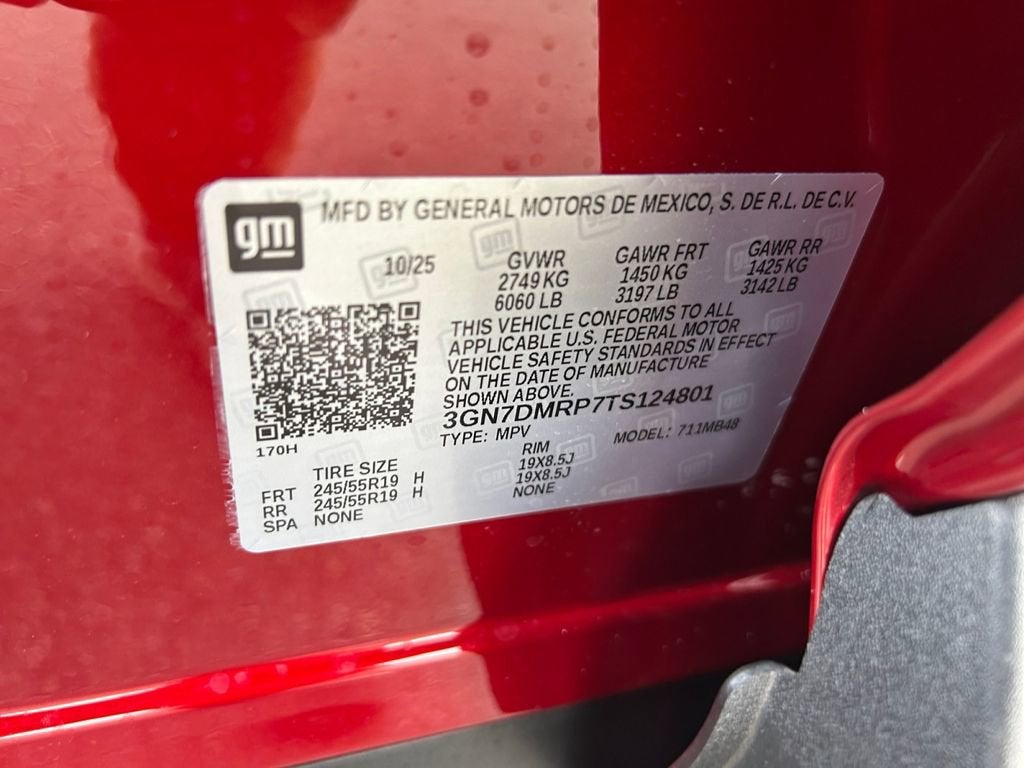 gm
MFD BY GENERAL MOTORS DE MEXICO, S. DE R.L. DE C.V.
10/25
GVWR
2749 KG
6060 LB
GAWR FRT
1450 KG
3197 LB
GAWR RR
1425 KG
3142 LB
THIS VEHICLE CONFORMS TO ALL
APPLICABLE U.S. FEDERAL MOTOR
VEHICLE SAFETY STANDARDS IN EFFECT
ON THE DATE OF MANUFACTURE
SHOWN ABOVE.
3GN7DMRP7TS124801
TYPE: MPV
MODEL: 711MB48
170H
TIRE SIZE RIM
FRT 245/55R19 H 19X8.5J
RR 245/55R19 H 19X8.5J
SPA NONE NONE